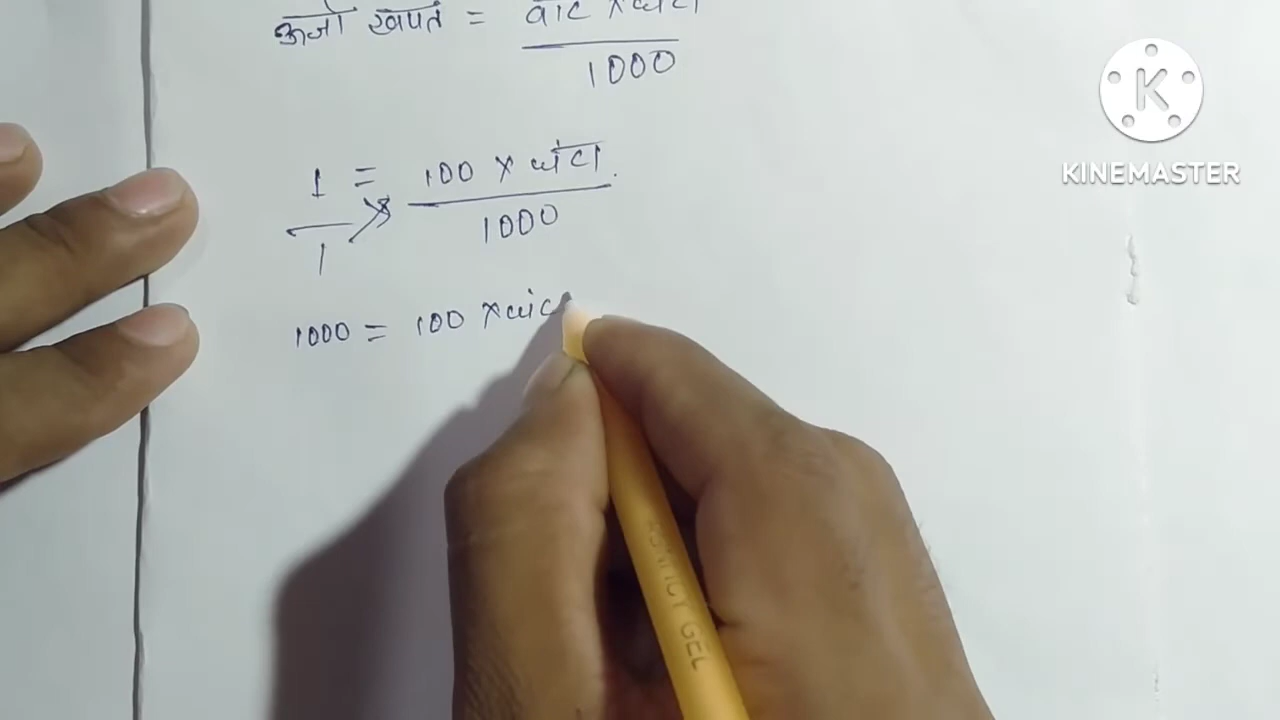 ऊर्जा खपत = वाट × घंटा
1000
1 = 100 × घंटा
1 1000
1000 = 100 × घंट
K
KINEMASTER